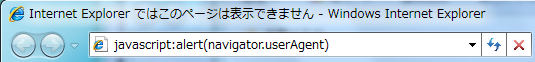 Internet Explorer ではこのページは表示できません - Windows Internet Explorer
javascript:alert(navigator.userAgent)